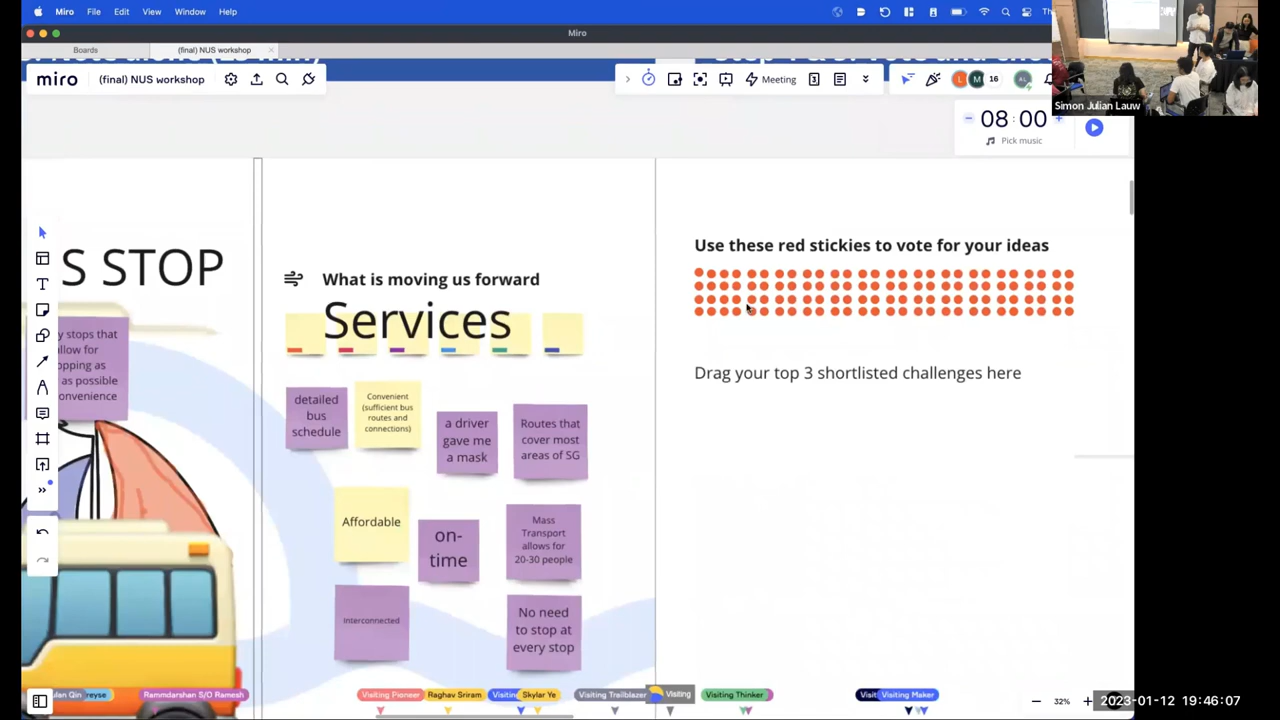 Miro File Edit View Window Help
Miro
Boards
(final) NUS workshop
miro
(final) NUS workshop
Meeting
16
08:00
Pick music
Simon Julian Lauw
S STOP
y stops that
as possible
What is moving us forward
Services
detailed
bus
schedule
Convenient
(sufficient bus
routes and
connections)
a driver
gave me
a mask
Routes that
cover most
areas of SG
Affordable
on-
time
Mass
Transport
allows for
20-30 people
Interconnected
No need
to stop at
every stop
Use these red stickies to vote for your ideas
Drag your top 3 shortlisted challenges here
Rammdarshan S/O Ramesh
Visiting Pioneer
Raghav Sriram
Skylar Ye
Visiting Trailblazer
Visiting
Visiting Thinker
Visiting Maker
32%
2023-01-12 19:46:07